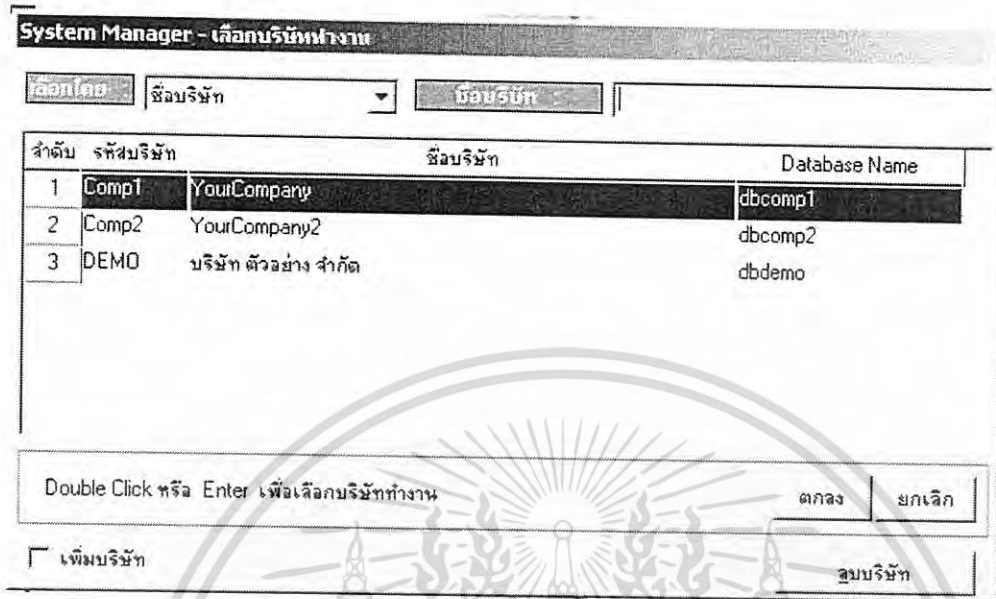 System Manager - เลือกบริษัททำงาน
เลือกโดย : ชื่อบริษัท ชื่อบริษัท :
ลำดับ รหัสบริษัท ชื่อบริษัท Database Name
1 Comp1 YourCompany dbcomp1
2 Comp2 YourCompany2 dbcomp2
3 DEMO บริษัท ตัวอย่าง จำกัด dbdemo
Double Click หรือ Enter เพื่อเลือกบริษัททำงาน ตกลง ยกเลิก
เพิ่มบริษัท ลบบริษัท